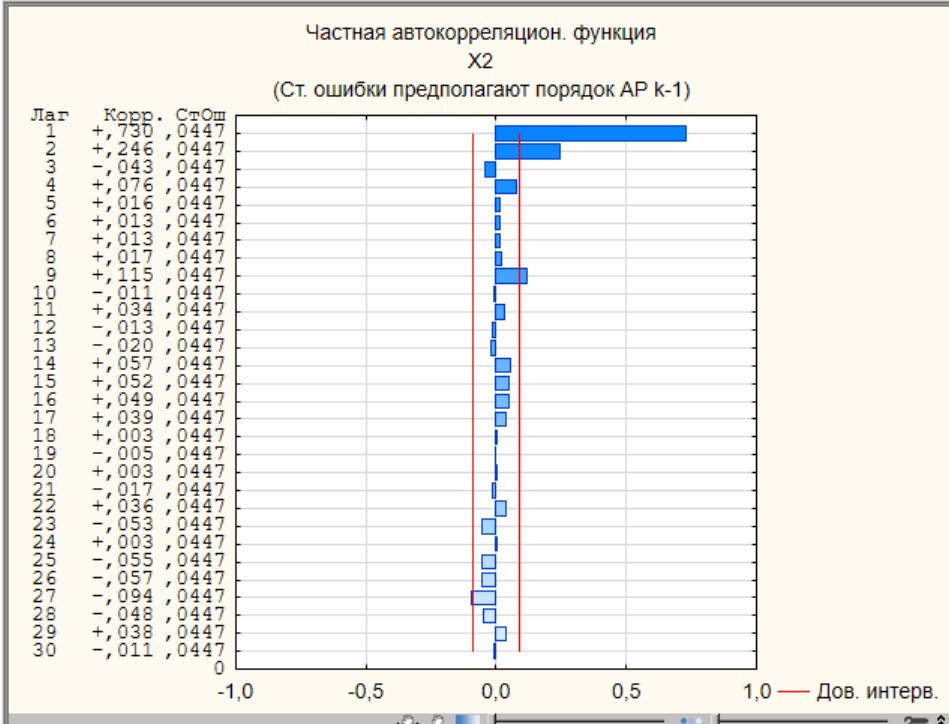 Частная автокорреляцион. функция
X2
(Ст. ошибки предполагают порядок АР k-1)
Лаг Корр. СтОш
1 +,730 ,0447
2 +,246 ,0447
3 -,043 ,0447
4 +,076 ,0447
5 +,016 ,0447
6 +,013 ,0447
7 +,013 ,0447
8 +,017 ,0447
9 +,115 ,0447
10 -,011 ,0447
11 +,034 ,0447
12 -,013 ,0447
13 -,020 ,0447
14 +,057 ,0447
15 +,052 ,0447
16 +,049 ,0447
17 +,039 ,0447
18 +,003 ,0447
19 -,005 ,0447
20 +,003 ,0447
21 -,017 ,0447
22 +,036 ,0447
23 -,053 ,0447
24 +,003 ,0447
25 -,055 ,0447
26 -,057 ,0447
27 -,094 ,0447
28 -,048 ,0447
29 +,038 ,0447
30 -,011 ,0447
0
-1,0 -0,5 0,0 0,5 1,0 Дов. интерв.